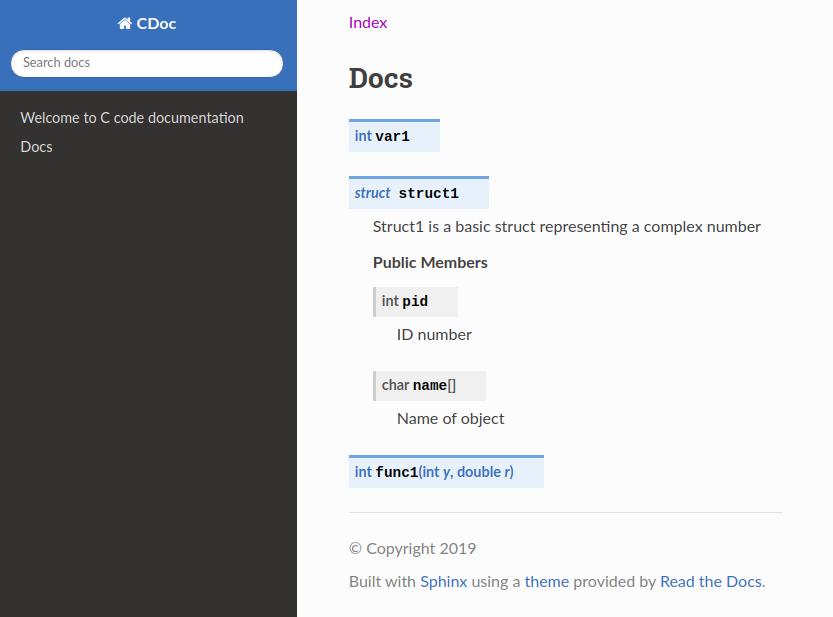 CDoc
Search docs
Welcome to C code documentation
Docs
Index
Docs
int var1
struct struct1
Struct1 is a basic struct representing a complex number
Public Members
int pid
ID number
char name[]
Name of object
int func1(int y, double r)
© Copyright 2019
Built with Sphinx using a theme provided by Read the Docs.